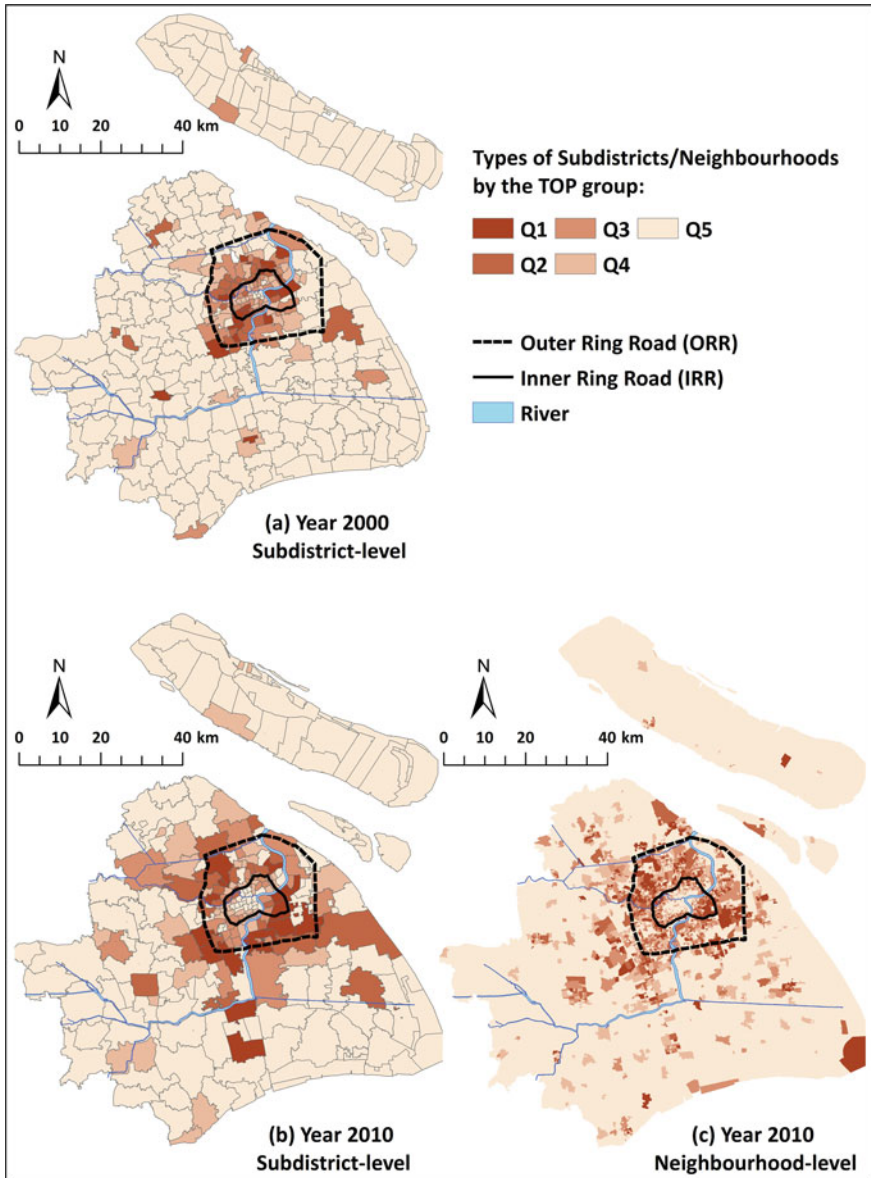 N
0 10 20 40 km
Types of Subdistricts/Neighbourhoods
by the TOP group:
Q1 Q3 Q5
Q2 Q4
Outer Ring Road (ORR)
Inner Ring Road (IRR)
River
(a) Year 2000
Subdistrict-level
N
0 10 20 40 km
N
0 10 20 40 km
(b) Year 2010
Subdistrict-level
(c) Year 2010
Neighbourhood-level